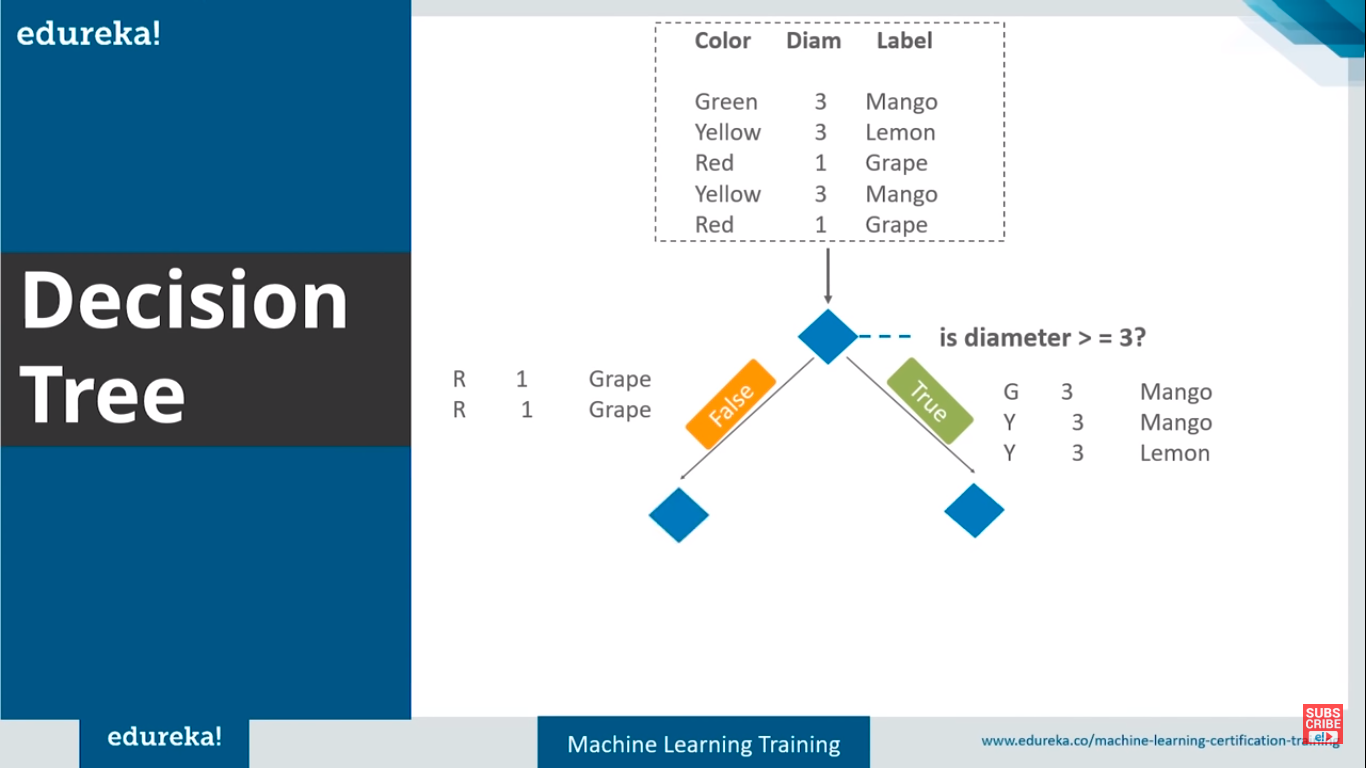 edureka!
Decision
Tree
Color Diam Label
Green 3 Mango
Yellow 3 Lemon
Red 1 Grape
Yellow 3 Mango
Red 1 Grape
is diameter > = 3?
False
True
R 1 Grape
R 1 Grape
G 3 Mango
Y 3 Mango
Y 3 Lemon
edureka!
Machine Learning Training
www.edureka.co/machine-learning-certification-training
SUBS
CRIBE
e!